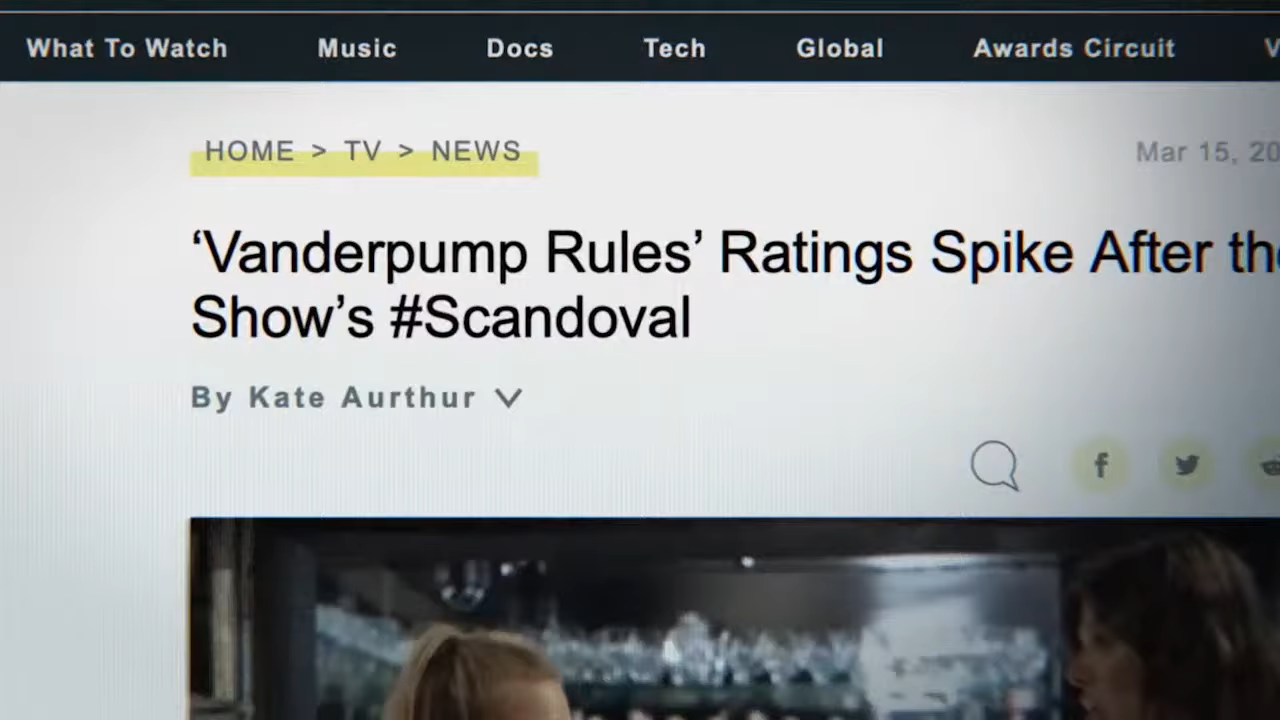 What To Watch Music Docs Tech Global Awards Circuit V
HOME > TV > NEWS
Mar 15, 20
‘Vanderpump Rules’ Ratings Spike After the
Show’s #Scandoval
By Kate Aurthur